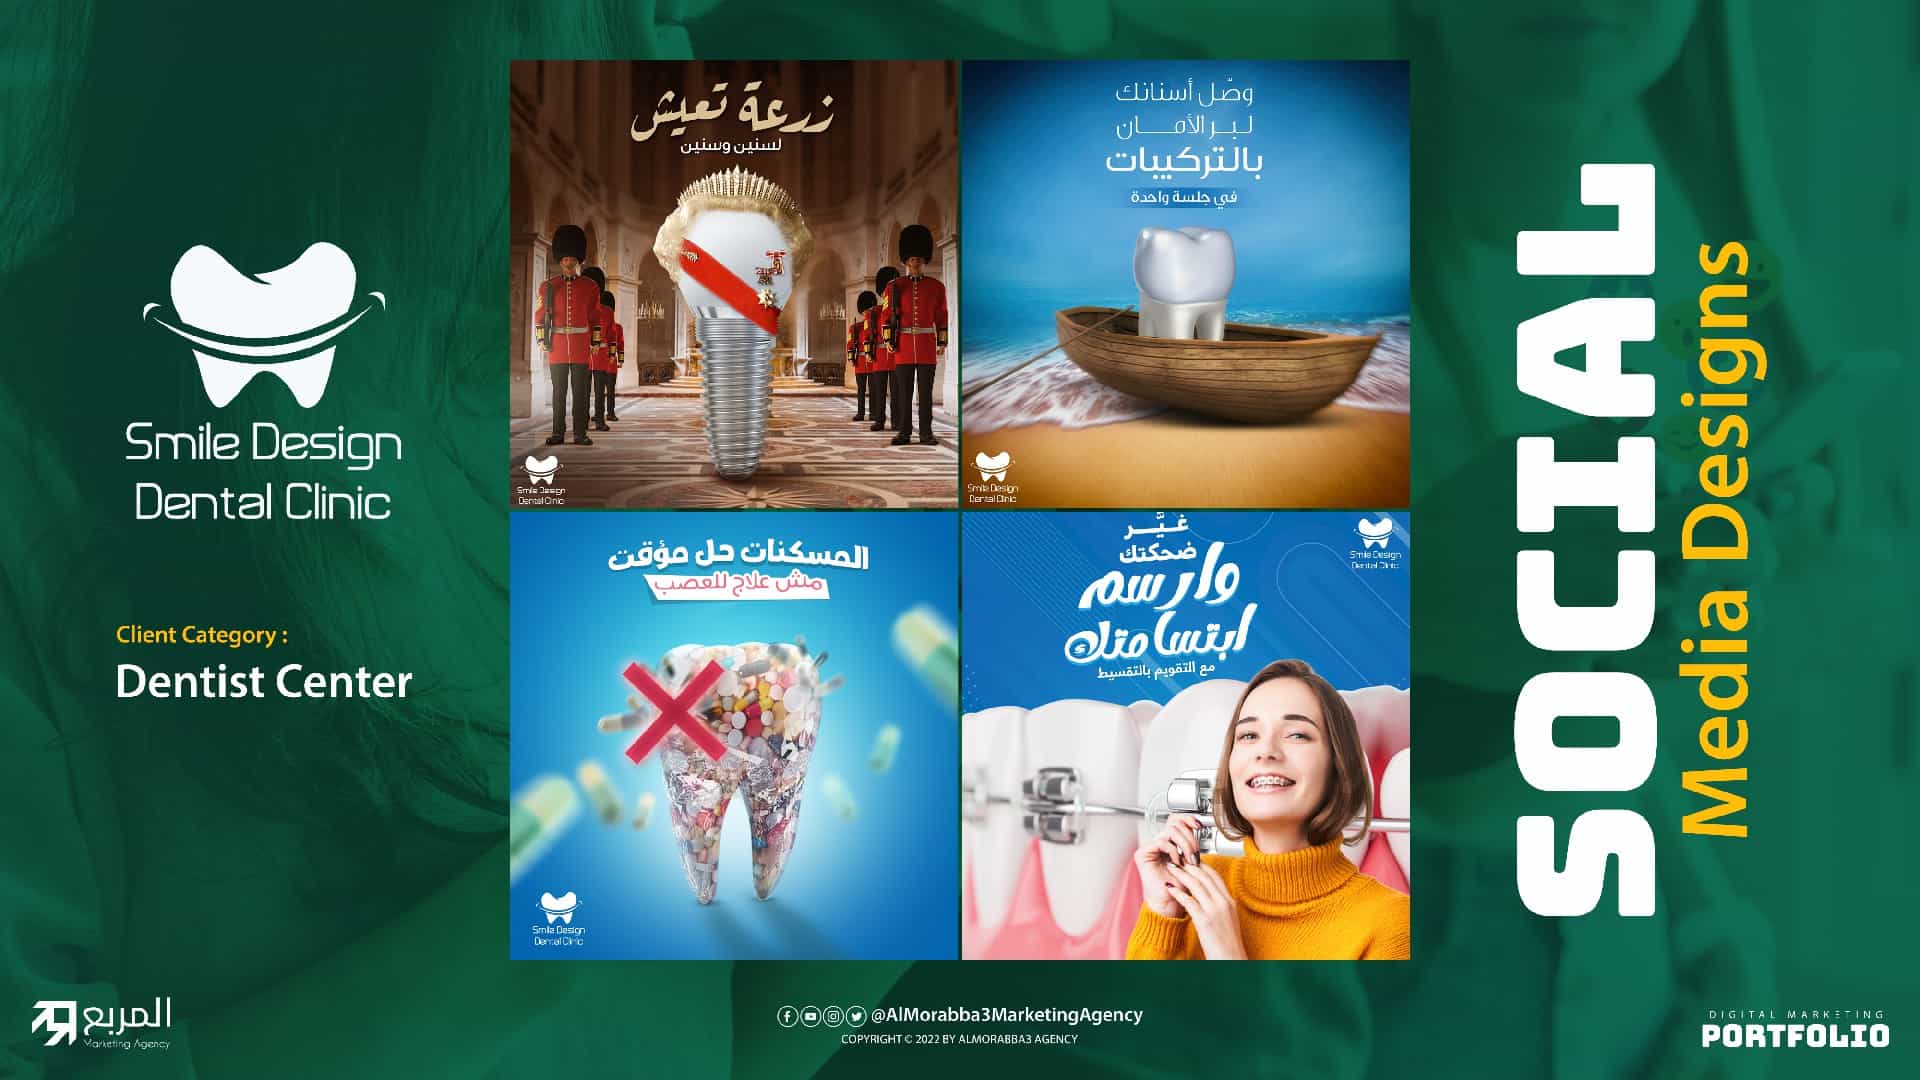 Smile Design
Dental Clinic
Client Category :
Dentist Center
زرعة تعيش
لسنين وسنين
Smile Design
Dental Clinic
وصّل أسنانك
لبر الأمان
بالتركيبات
في جلسة واحدة
Smile Design
Dental Clinic
المسكنات حل مؤقت
مش علاج للعصب
Smile Design
Dental Clinic
غيَّر
ضحكتك
وارسم
ابتسامتك
مع التقويم بالتقسيط
Smile Design
Dental Clinic
SOCIAL
Media Designs
المربع
Marketing Agency
@AlMorabba3MarketingAgency
COPYRIGHT © 2022 BY ALMORABBA3 AGENCY
DIGITAL MARKETING
PORTFOLIO